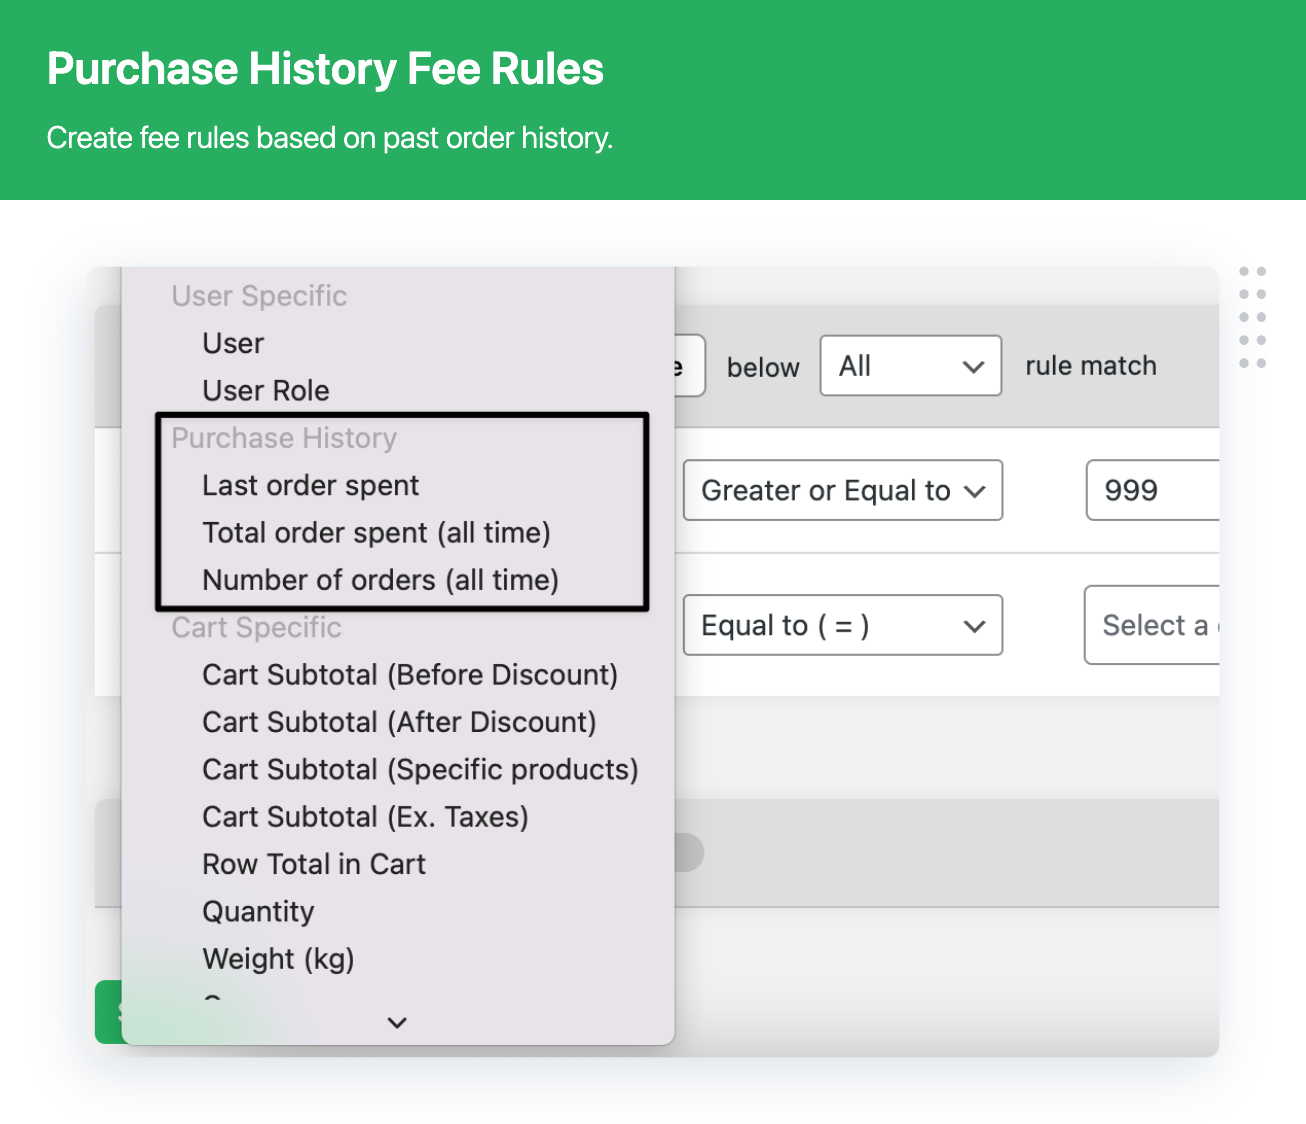 Purchase History Fee Rules
Create fee rules based on past order history.
User Specific
User
User Role
Purchase History
Last order spent
Total order spent (all time)
Number of orders (all time)
Cart Specific
Cart Subtotal (Before Discount)
Cart Subtotal (After Discount)
Cart Subtotal (Specific products)
Cart Subtotal (Ex. Taxes)
Row Total in Cart
Quantity
Weight (kg)
below All rule match
Greater or Equal to 999
Equal to ( = ) Select a